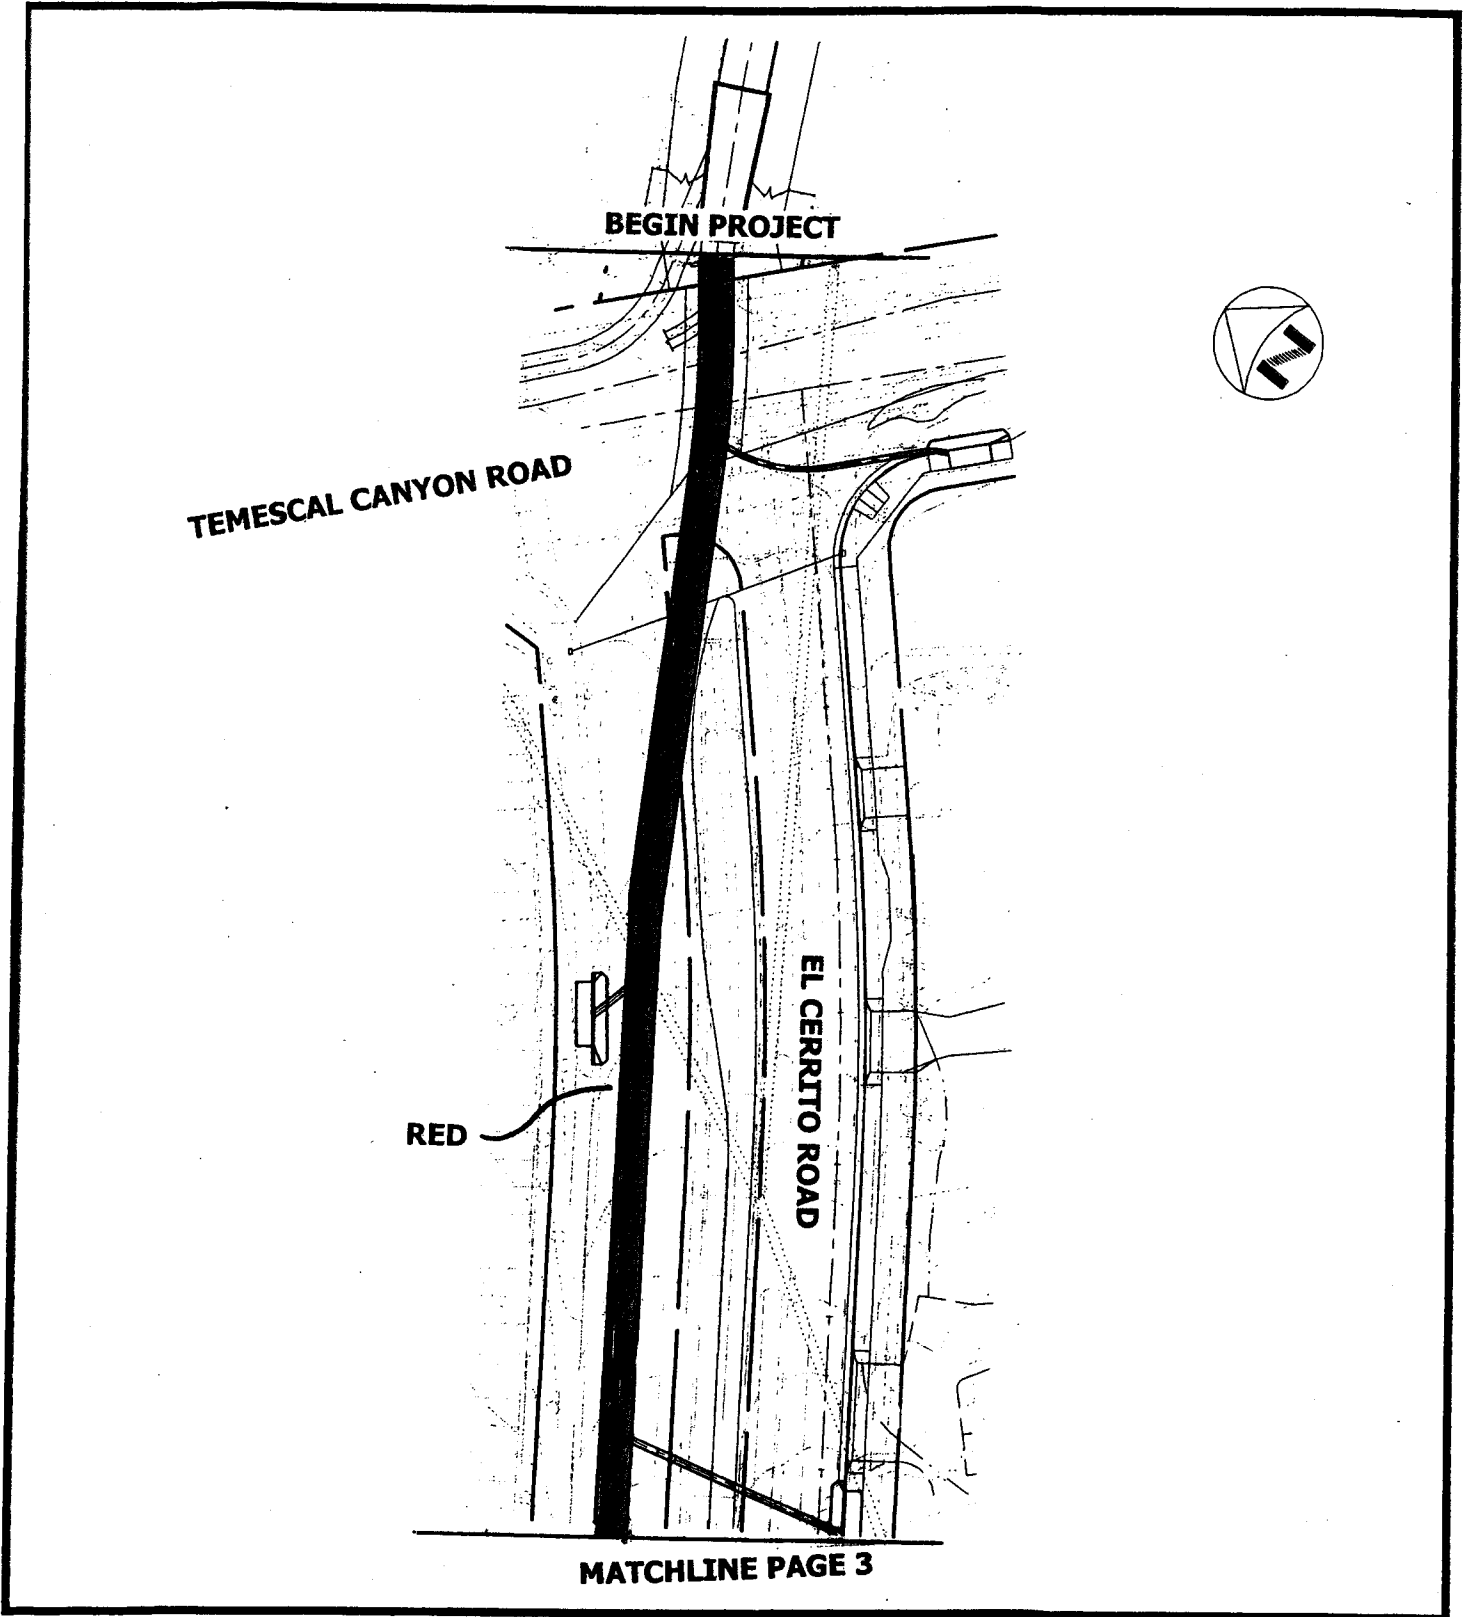 BEGIN PROJECT
TEMESCAL CANYON ROAD
N
EL CERRITO ROAD
RED
MATCHLINE PAGE 3